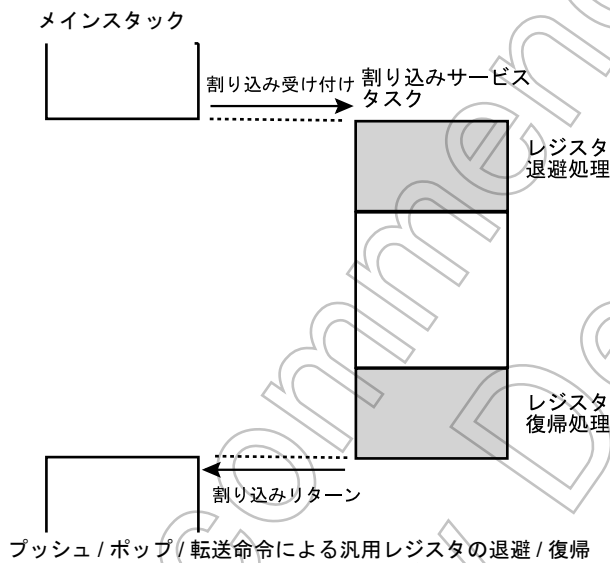 メインスタック
割り込み受け付け
割り込みサービス
タスク
レジスタ
退避処理
レジスタ
復帰処理
割り込みリターン
プッシュ / ポップ / 転送命令による汎用レジスタの退避 / 復帰